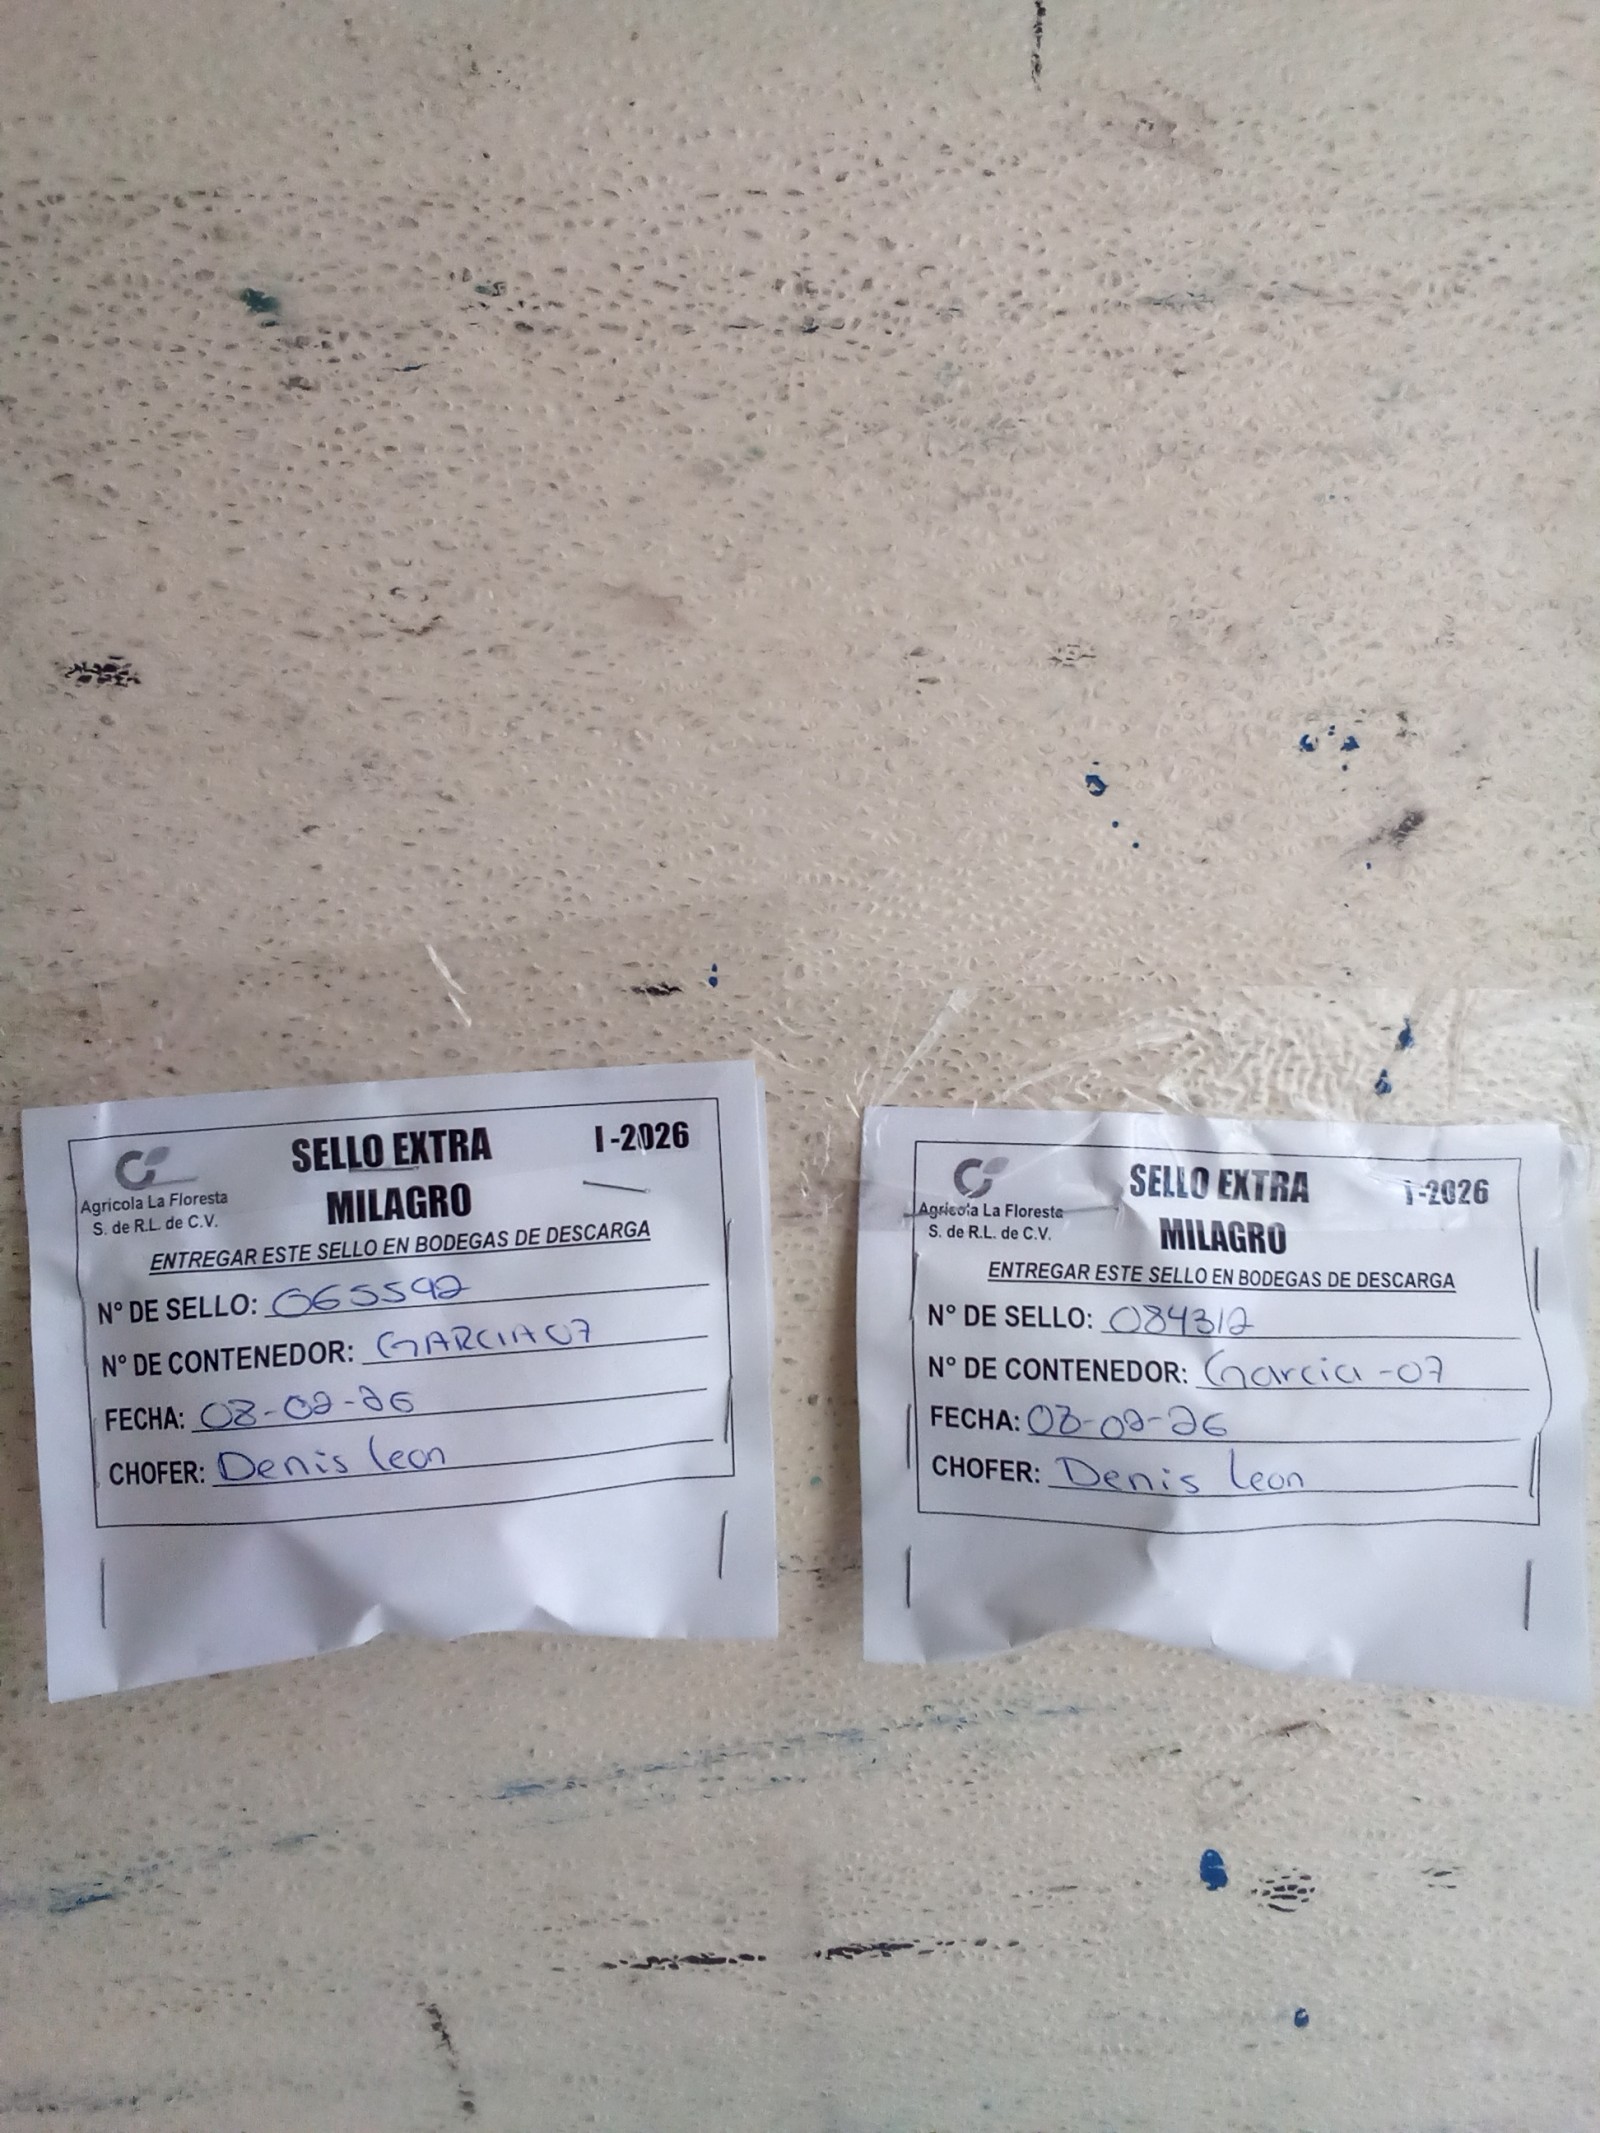 Agricola La Floresta
S. de R.L. de C.V.
SELLO EXTRA
MILAGRO
I-2026
ENTREGAR ESTE SELLO EN BODEGAS DE DESCARGA
N° DE SELLO: 065592
N° DE CONTENEDOR: GARCIA 07
FECHA: 08-02-26
CHOFER: Denis leon
Agricola La Floresta
S. de R.L. de C.V.
SELLO EXTRA
MILAGRO
I-2026
ENTREGAR ESTE SELLO EN BODEGAS DE DESCARGA
N° DE SELLO: 084312
N° DE CONTENEDOR: Garcia-07
FECHA: 08-02-26
CHOFER: Denis leon